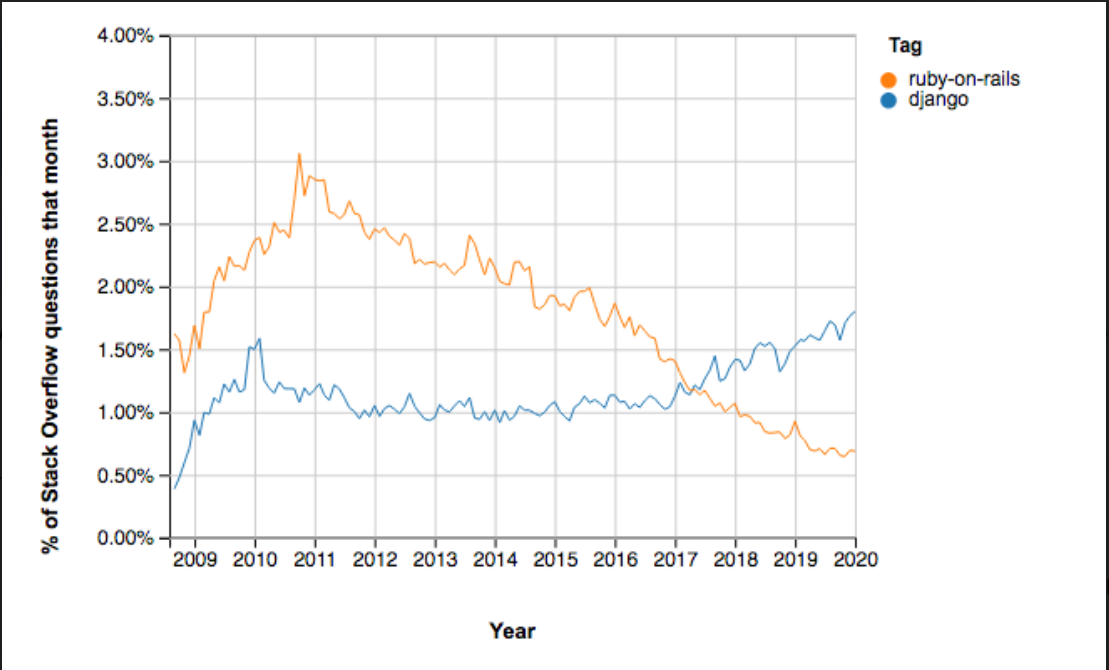 4.00%
3.50%
3.00%
2.50%
2.00%
1.50%
1.00%
0.50%
0.00%
% of Stack Overflow questions that month
2009 2010 2011 2012 2013 2014 2015 2016 2017 2018 2019 2020
Year
Tag
ruby-on-rails
django